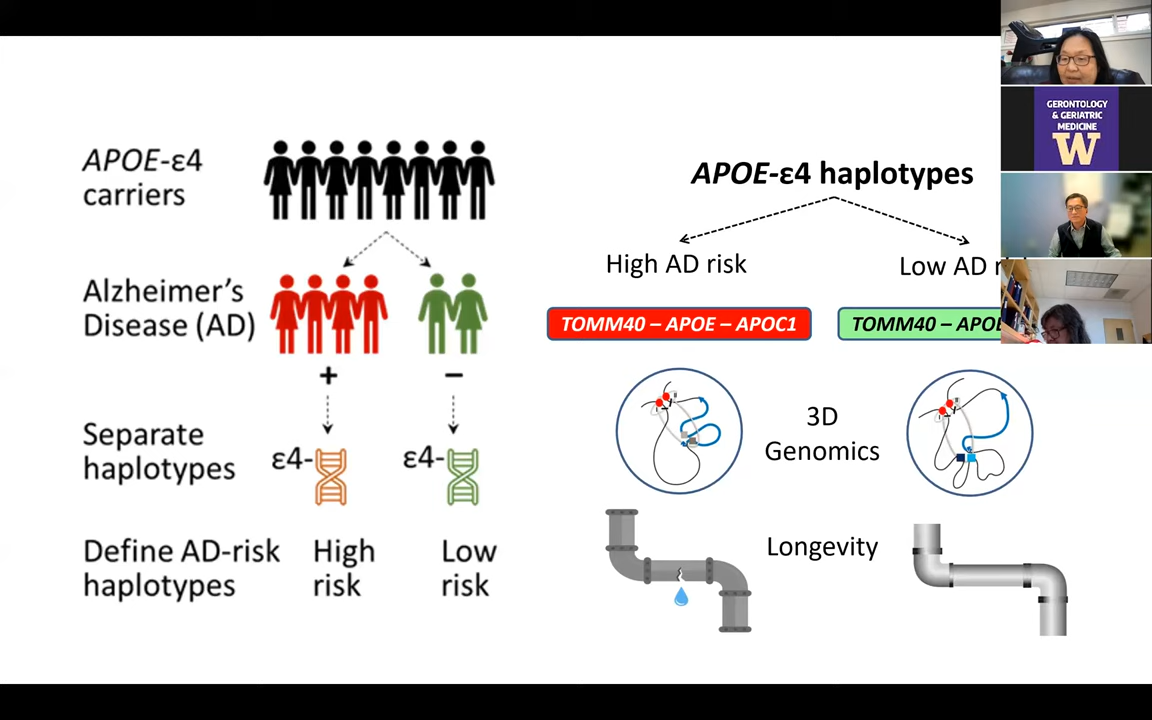 APOE-ε4
carriers
Alzheimer's
Disease (AD)
+
−
Separate
haplotypes
ε4-
ε4-
Define AD-risk
haplotypes
High
risk
Low
risk
APOE-ε4 haplotypes
High AD risk
Low AD
TOMM40 – APOE – APOC1
TOMM40 –
3D
Genomics
Longevity
GERONTOLOGY
& GERIATRIC
MEDICINE
W